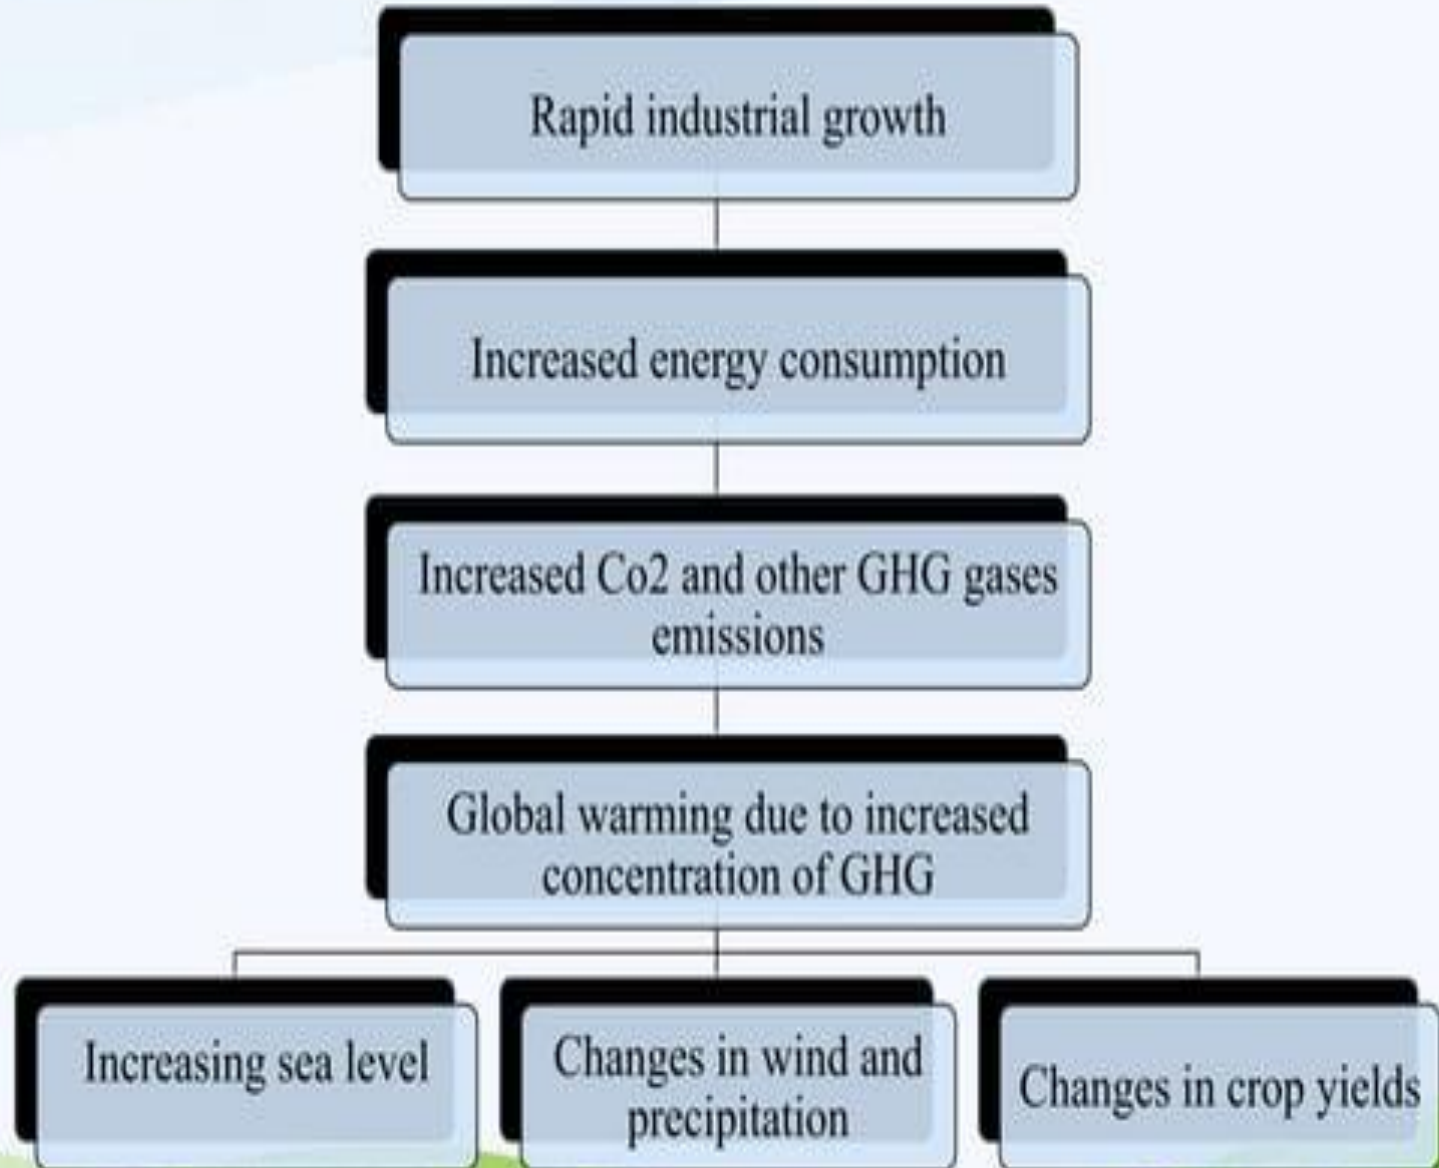 Rapid industrial growth
Increased energy consumption
Increased Co2 and other GHG gases
emissions
Global warming due to increased
concentration of GHG
Increasing sea level
Changes in wind and
precipitation
Changes in crop yields